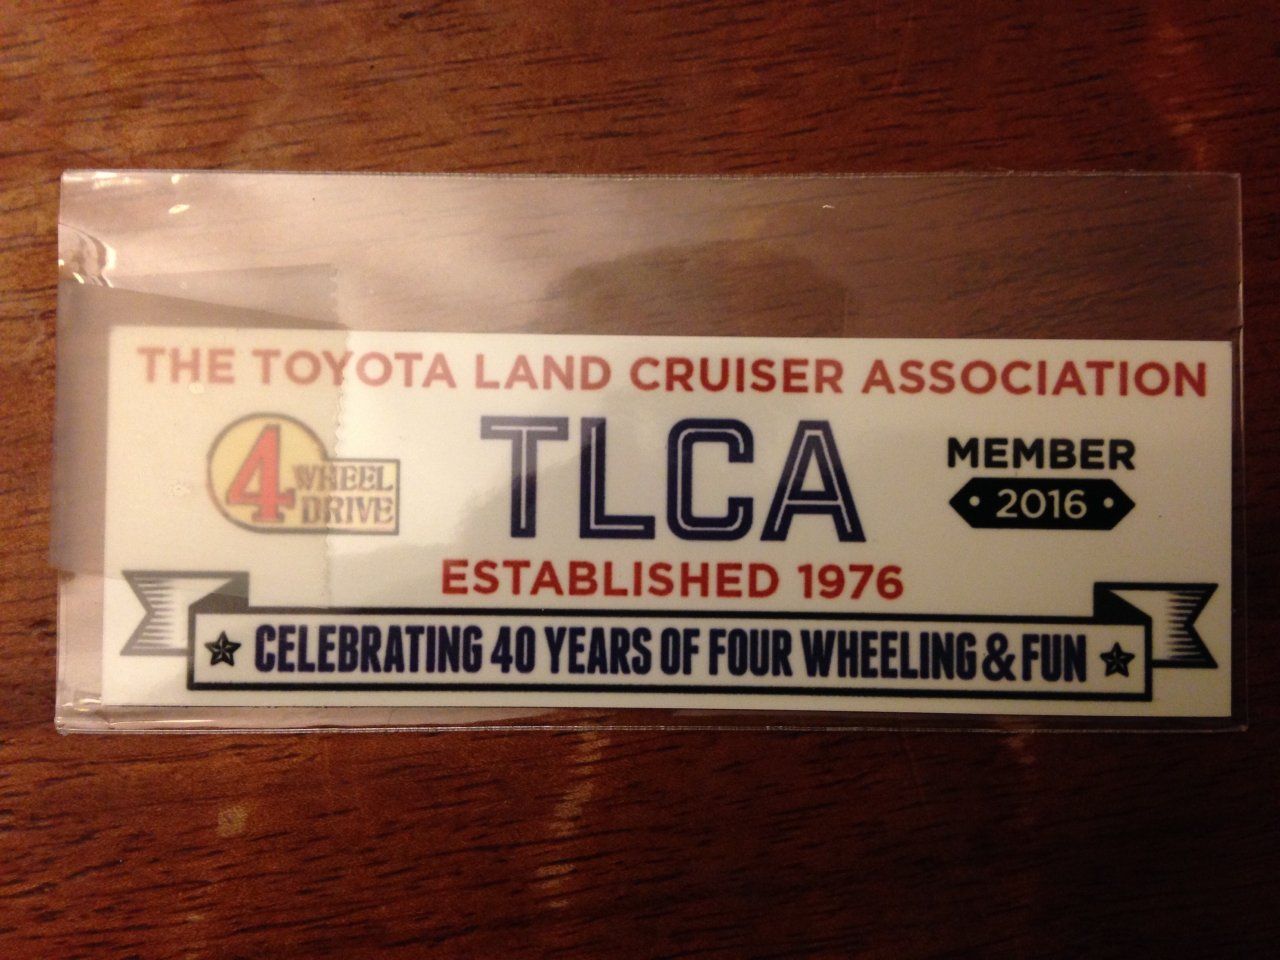 THE TOYOTA LAND CRUISER ASSOCIATION
4 WHEEL
DRIVE
TLCA
MEMBER
2016
ESTABLISHED 1976
CELEBRATING 40 YEARS OF FOUR WHEELING & FUN